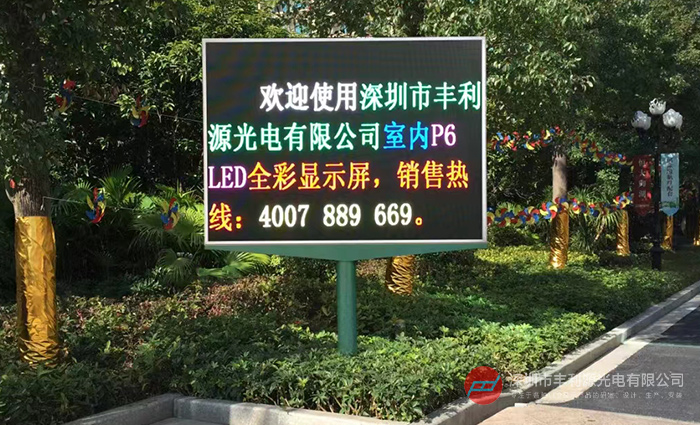 欢迎使用深圳市丰利
源光电有限公司室内P6
LED全彩显示屏，销售热
线：4007 889 669。
深圳市丰利源光电有限公司